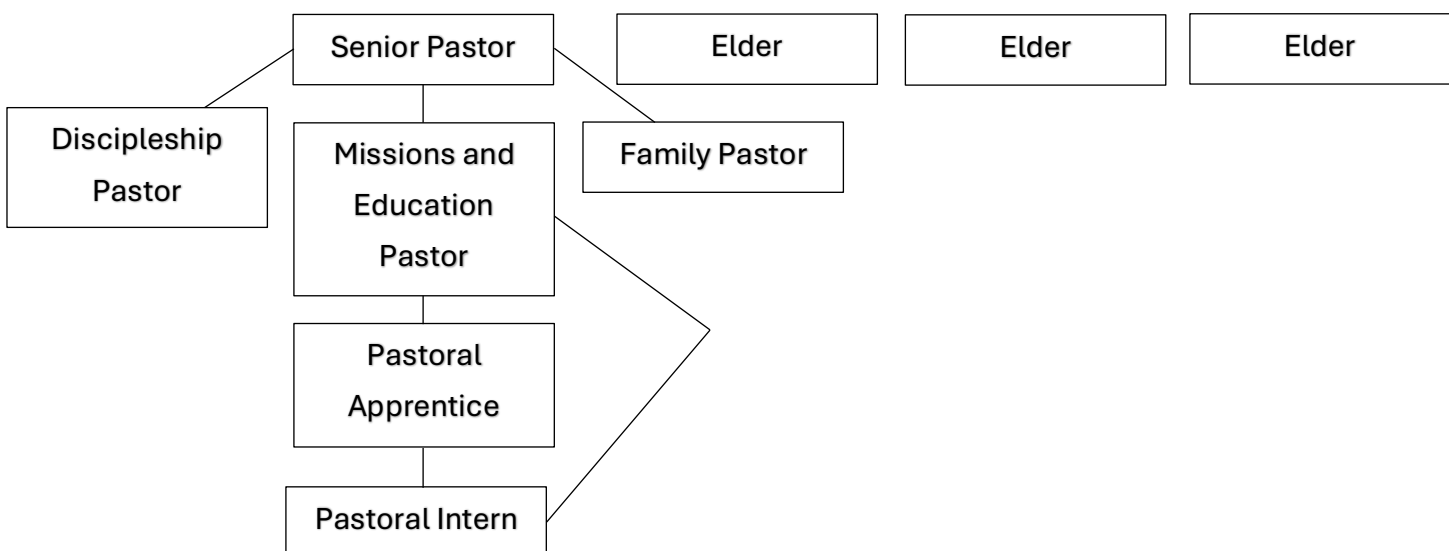 Senior Pastor
Elder
Elder
Elder
Discipleship
Pastor
Missions and
Education
Pastor
Family Pastor
Pastoral
Apprentice
Pastoral Intern